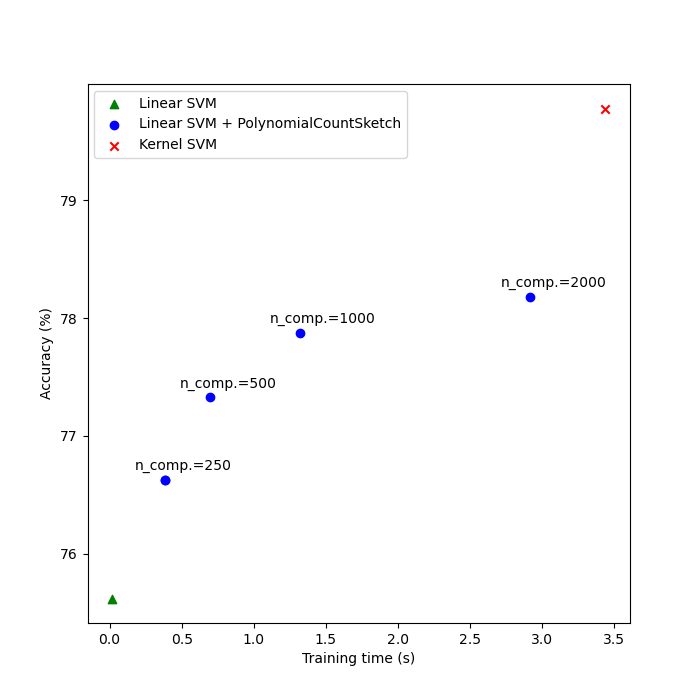 Linear SVM
Linear SVM + PolynomialCountSketch
Kernel SVM
79
n_comp.=2000
78
n_comp.=1000
n_comp.=500
77
n_comp.=250
76
Accuracy (%)
0.0 0.5 1.0 1.5 2.0 2.5 3.0 3.5
Training time (s)